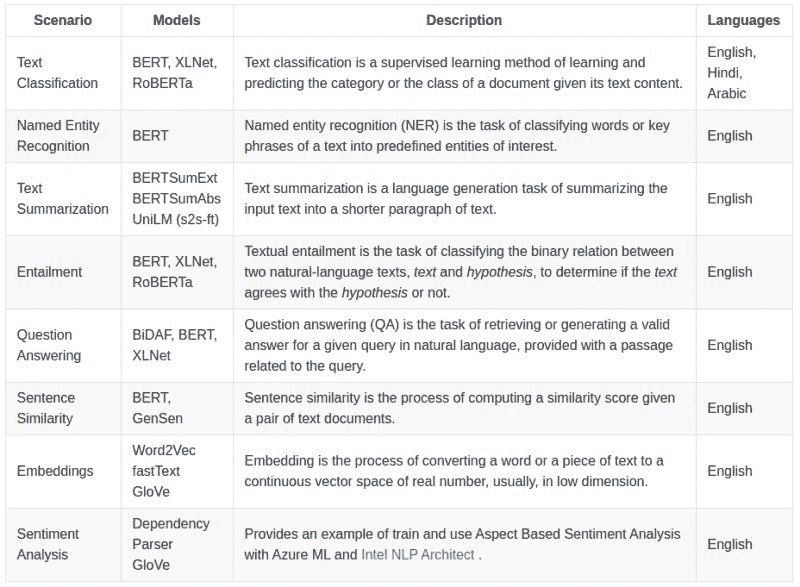 Scenario Models Description Languages
Text
Classification
BERT, XLNet,
RoBERTa
Text classification is a supervised learning method of learning and
predicting the category or the class of a document given its text content.
English,
Hindi,
Arabic
Named Entity
Recognition
BERT
Named entity recognition (NER) is the task of classifying words or key
phrases of a text into predefined entities of interest.
English
Text
Summarization
BERTSumExt
BERTSumAbs
UniLM (s2s-ft)
Text summarization is a language generation task of summarizing the
input text into a shorter paragraph of text.
English
Entailment
BERT, XLNet,
RoBERTa
Textual entailment is the task of classifying the binary relation between
two natural-language texts, text and hypothesis, to determine if the text
agrees with the hypothesis or not.
English
Question
Answering
BiDAF, BERT,
XLNet
Question answering (QA) is the task of retrieving or generating a valid
answer for a given query in natural language, provided with a passage
related to the query.
English
Sentence
Similarity
BERT,
GenSen
Sentence similarity is the process of computing a similarity score given
a pair of text documents.
English
Embeddings
Word2Vec
fastText
GloVe
Embedding is the process of converting a word or a piece of text to a
continuous vector space of real number, usually, in low dimension.
English
Sentiment
Analysis
Dependency
Parser
GloVe
Provides an example of train and use Aspect Based Sentiment Analysis
with Azure ML and Intel NLP Architect .
English